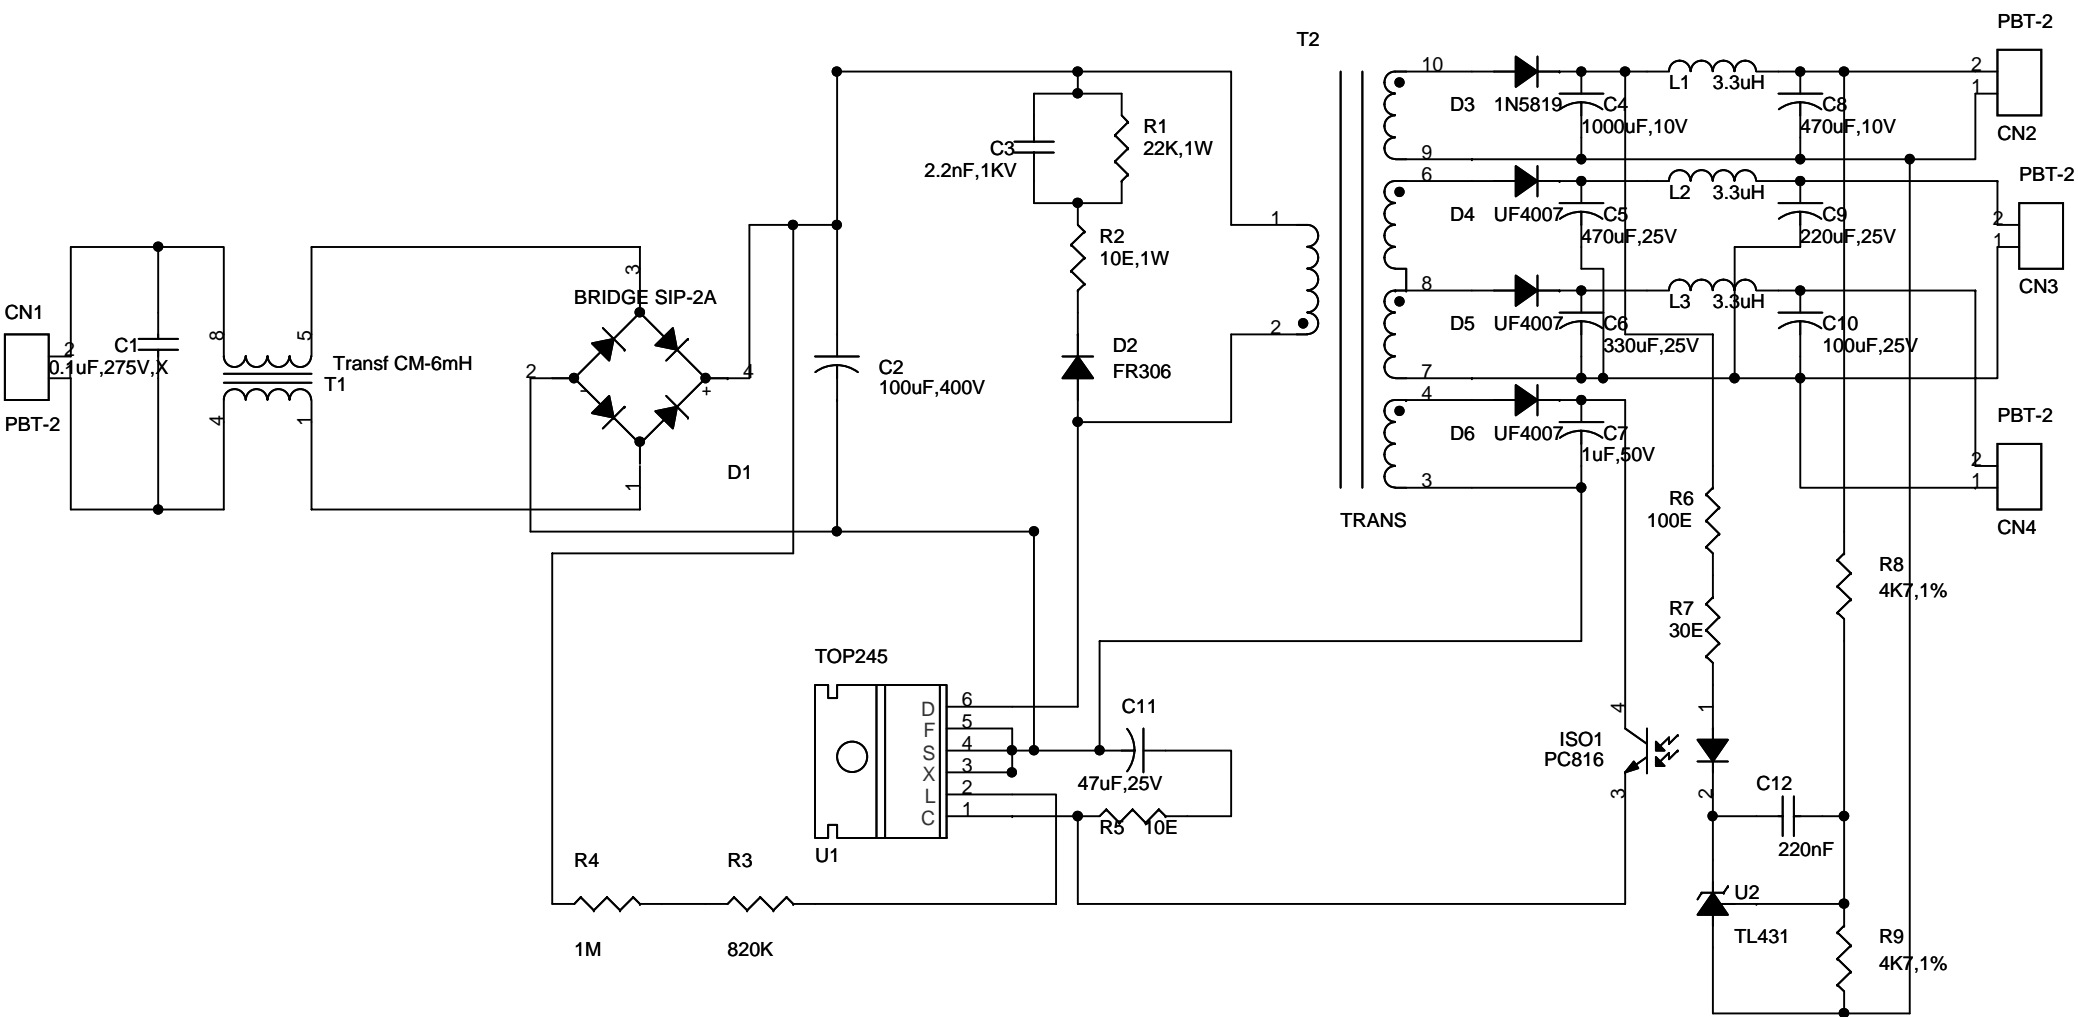 PBT-2
T2
10
2
1
L1 3.3uH
D3 1N5819 C4
C8
1000uF,10V
470uF,10V
CN2
R1
22K,1W
C3
2.2nF,1KV
9
6
PBT-2
L2 3.3uH
D4 UF4007 C5
C9
470uF,25V
220uF,25V
2
1
1
R2
10E,1W
3
8
CN3
BRIDGE SIP-2A
L3 3.3uH
CN1
D5 UF4007 C6
C10
330uF,25V
100uF,25V
2
8
5
C1
0.1uF,275V,X
Transf CM-6mH
T1
2
4
-
+
C2
100uF,400V
D2
FR306
2
7
4
PBT-2
4
1
PBT-2
D6 UF4007 C7
1uF,50V
D1
1
3
2
1
TRANS
R6
100E
CN4
R8
4K7,1%
R7
30E
TOP245
D 6
F 5
S 4
X 3
L 2
C 1
C11
47uF,25V
R5 10E
4
1
ISO1
PC816
3
2
C12
220nF
U1
R4
R3
U2
TL431
1M
820K
R9
4K7,1%